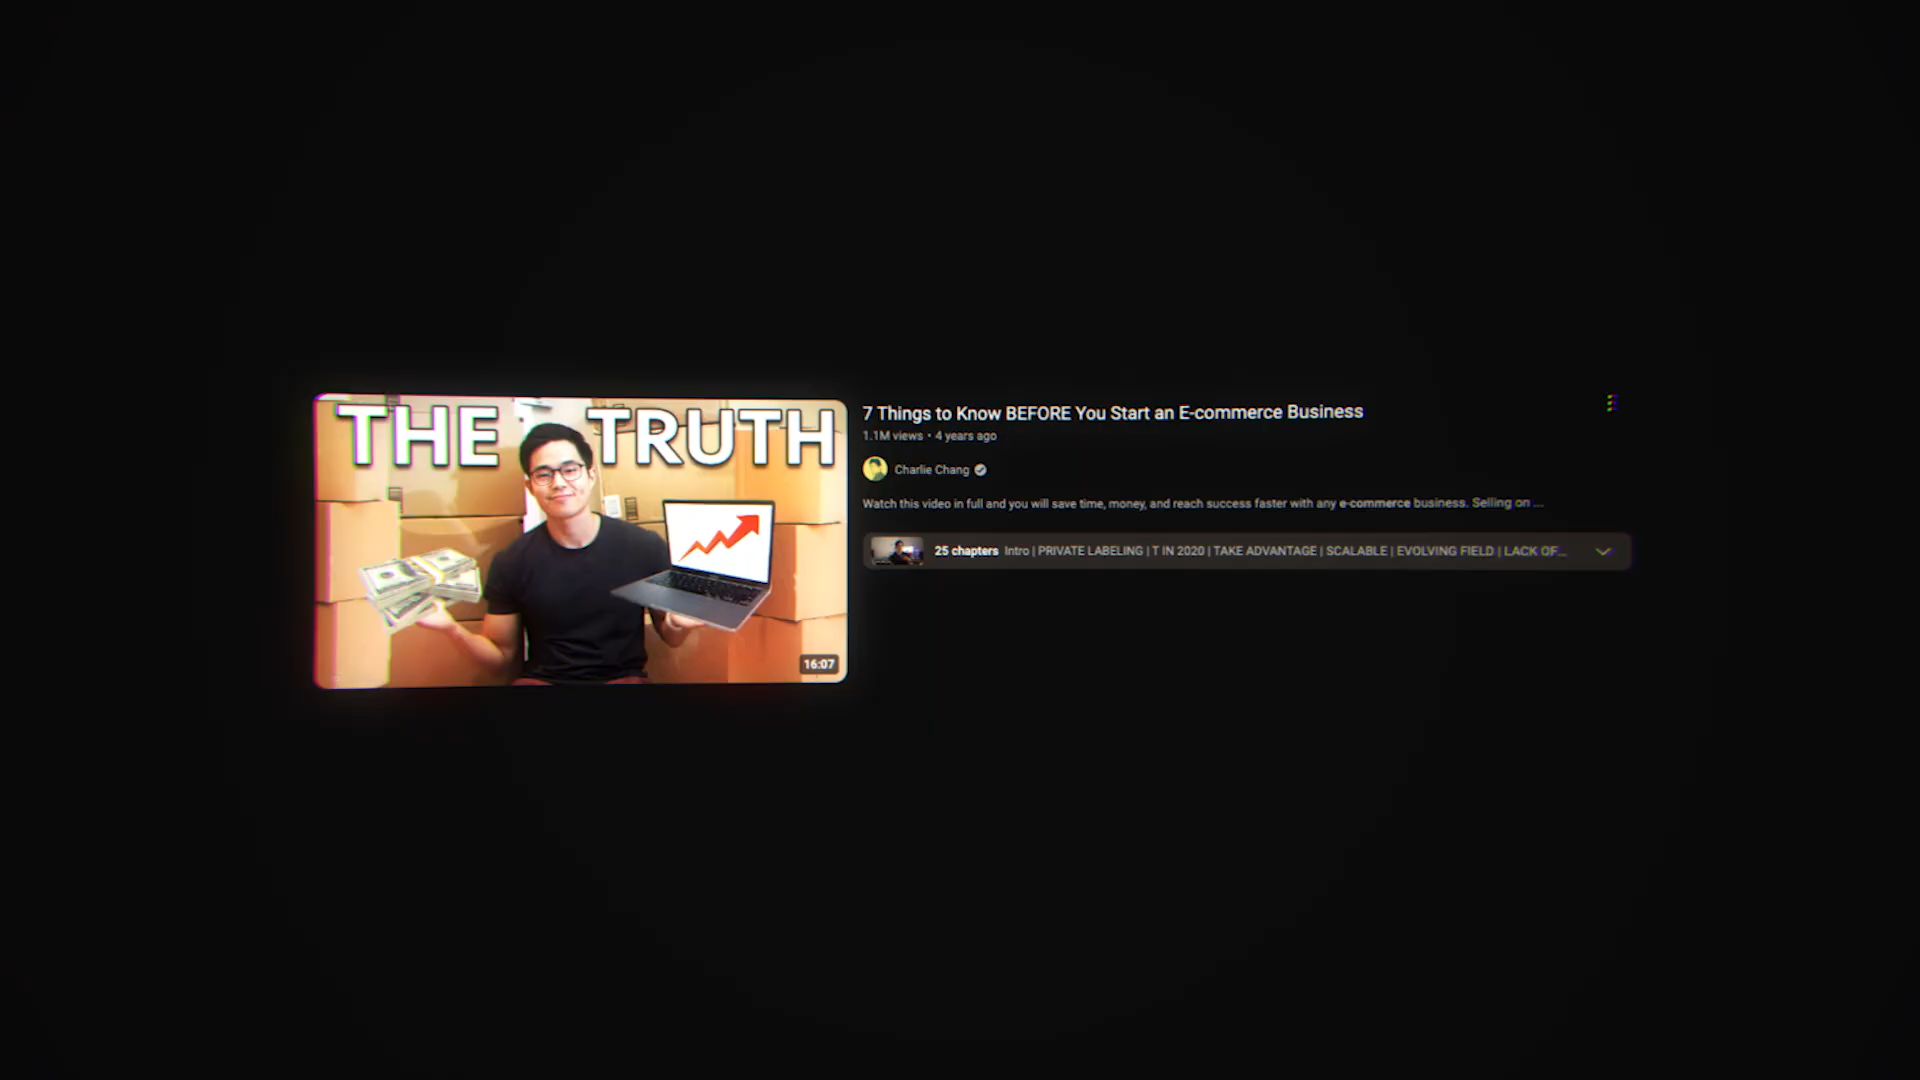 THE TRUTH
16:07
7 Things to Know BEFORE You Start an E-commerce Business
1.1M views • 4 years ago
Charlie Chang
Watch this video in full and you will save time, money, and reach success faster with any e-commerce business. Selling on ...
25 chapters Intro | PRIVATE LABELING | T IN 2020 | TAKE ADVANTAGE | SCALABLE | EVOLVING FIELD | LACK OF...